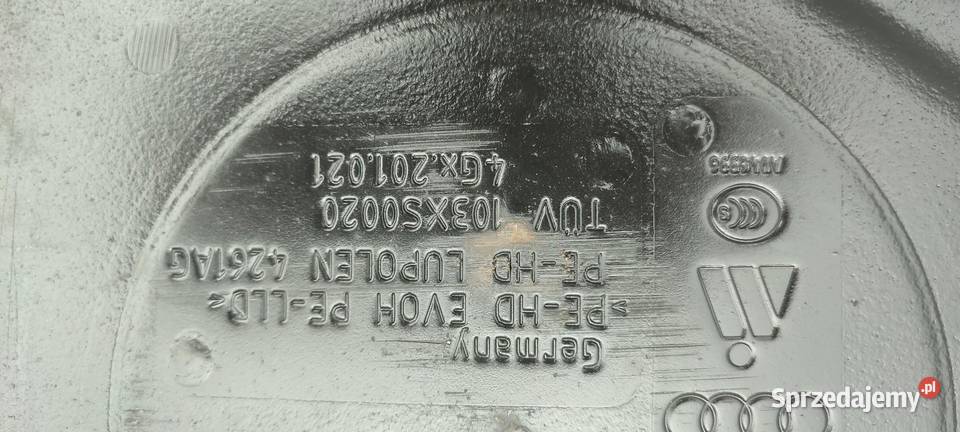 Germany.
>PE-HD EVOH PE-LLD<
PE-HD LUPOLEN 4261AG
TÜV 103XS0020
4Gx.201.021
S
Sprzedajemy.pl